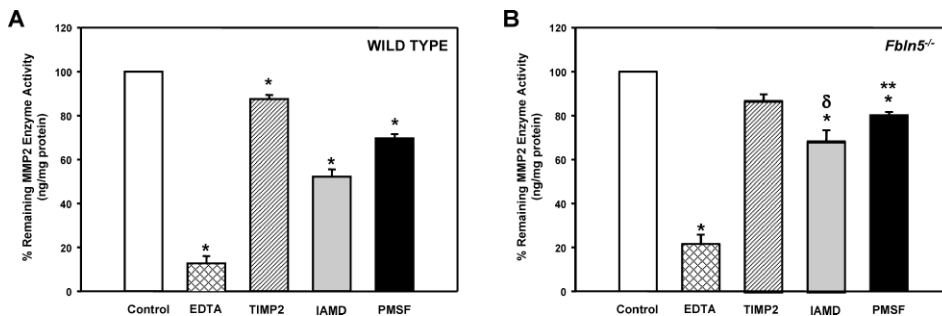 A
% Remaining MMP2 Enzyme Activity
(ng/mg protein)
120
100
80
60
40
20
0
WILD TYPE
*
*
*
*
Control EDTA TIMP2 IAMD PMSF
B
% Remaining MMP2 Enzyme Activity
(ng/mg protein)
120
100
80
60
40
20
0
Fbln5-/-
*
δ
*
**
*
Control EDTA TIMP2 IAMD PMSF